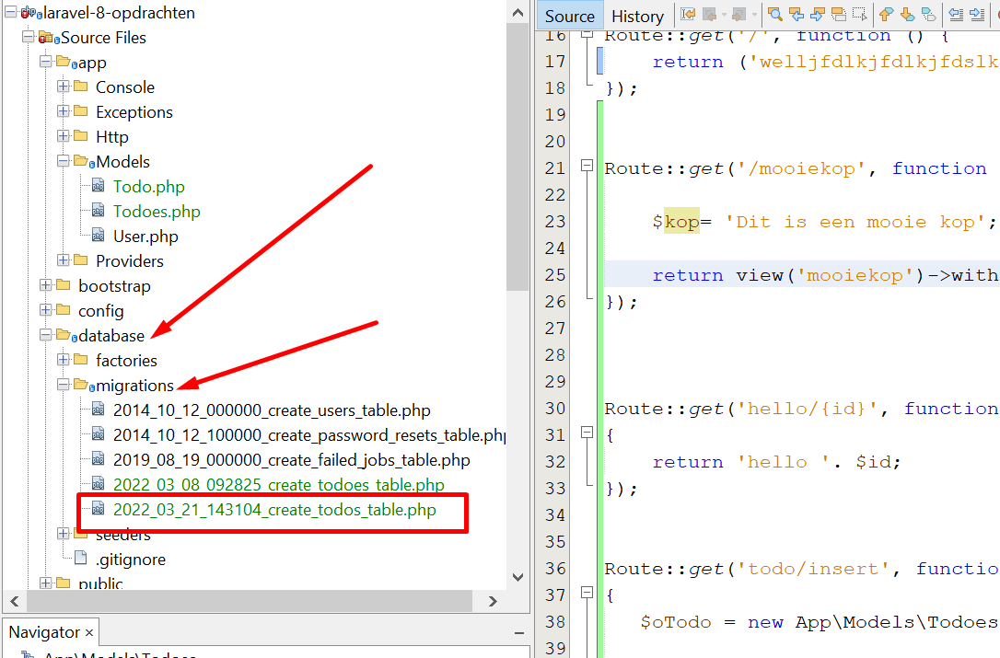 laravel-8-opdrachten
Source Files
app
Console
Exceptions
Http
Models
Todo.php
Todoes.php
User.php
Providers
bootstrap
config
database
factories
migrations
2014_10_12_000000_create_users_table.php
2014_10_12_100000_create_password_resets_table.php
2019_08_19_000000_create_failed_jobs_table.php
2022_03_08_092825_create_todoes_table.php
2022_03_21_143104_create_todos_table.php
seeders
.gitignore
public
Navigator ×
App\Models\Todoes
Source History
16 Route::get('/', function () {
17 return ('welljfdlkjfdlkjfdslk
18 });
19
20
21 Route::get('/mooiekop', function
22
23 $kop= 'Dit is een mooie kop';
24
25 return view('mooiekop')->with
26 });
27
28
29
30 Route::get('hello/{id}', function
31 {
32 return 'hello '. $id;
33 });
34
35
36 Route::get('todo/insert', functio
37 {
38 $oTodo = new App\Models\Todoes
39